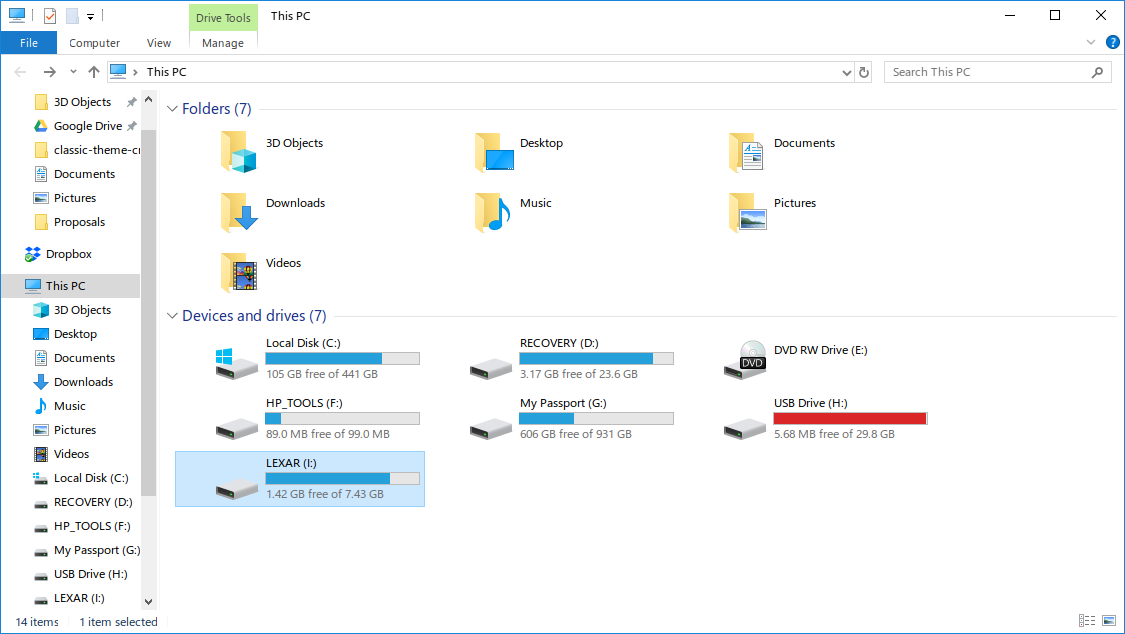 Drive Tools
This PC
File
Computer
View
Manage
?
This PC
Search This PC
3D Objects
Google Drive
classic-theme-cr
Documents
Pictures
Proposals
Dropbox
This PC
3D Objects
Desktop
Documents
Downloads
Music
Pictures
Videos
Local Disk (C:)
RECOVERY (D:)
HP_TOOLS (F:)
My Passport (G:)
USB Drive (H:)
LEXAR (I:)
Folders (7)
3D Objects
Desktop
Documents
Downloads
Music
Pictures
Videos
Devices and drives (7)
Local Disk (C:)
105 GB free of 441 GB
RECOVERY (D:)
3.17 GB free of 23.6 GB
DVD
DVD RW Drive (E:)
HP_TOOLS (F:)
89.0 MB free of 99.0 MB
My Passport (G:)
606 GB free of 931 GB
USB Drive (H:)
5.68 MB free of 29.8 GB
LEXAR (I:)
1.42 GB free of 7.43 GB
14 items
1 item selected